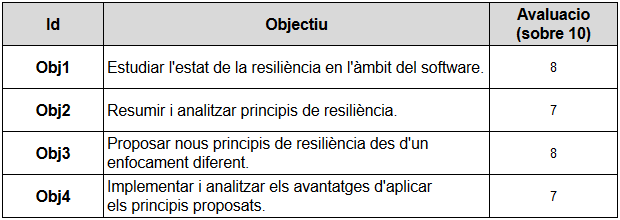 Id Objectiu Avaluacio
(sobre 10)
Obj1 Estudiar l'estat de la resiliència en l'àmbit del software. 8
Obj2 Resumir i analitzar principis de resiliència. 7
Obj3 Proposar nous principis de resiliència des d'un
enfocament diferent. 8
Obj4 Implementar i analitzar els avantatges d'aplicar
els principis proposats. 7